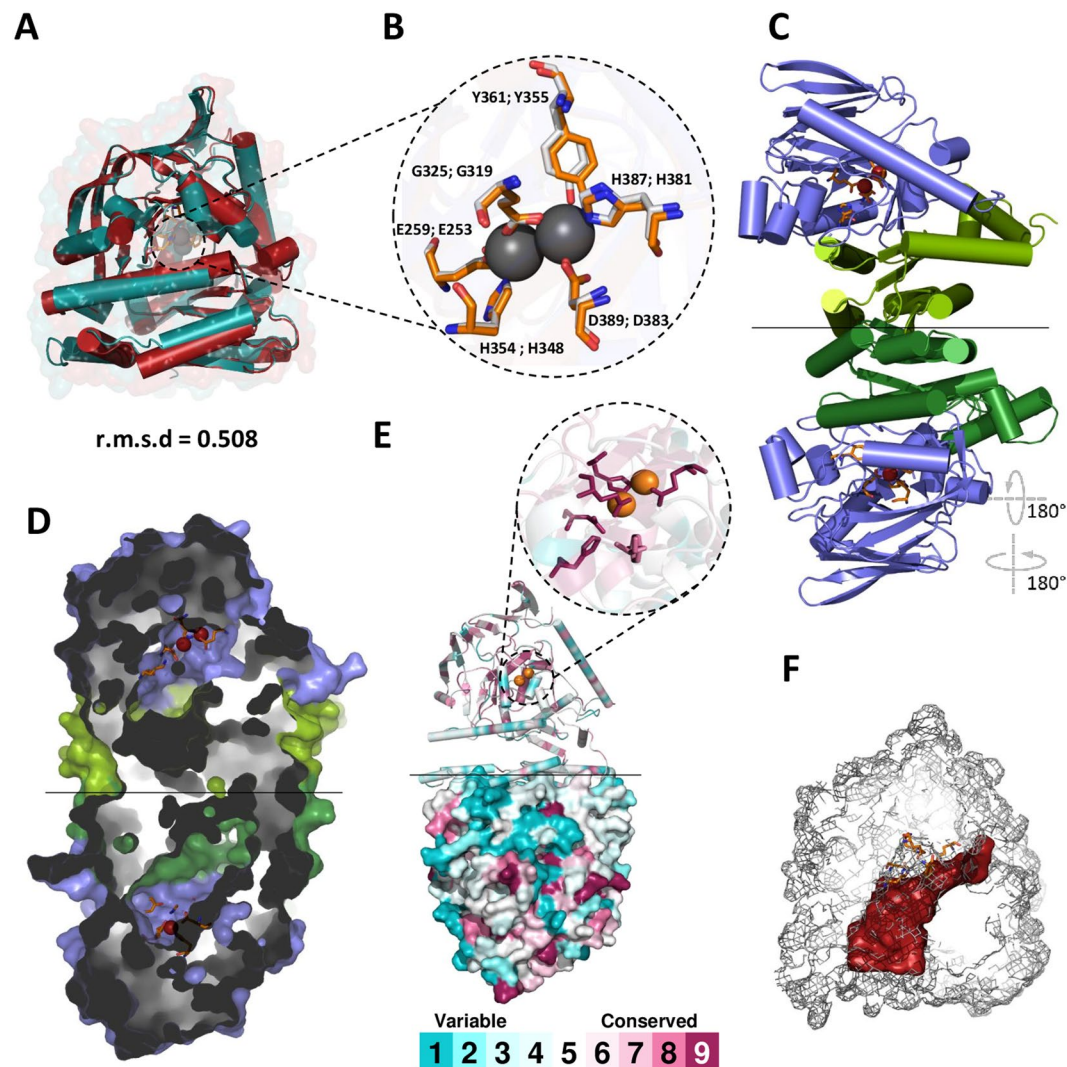 A
B
C
Y361; Y355
G325; G319
H387; H381
E259; E253
D389; D383
H354 ; H348
r.m.s.d = 0.508
E
180°
180°
D
F
Variable Conserved
1 2 3 4 5 6 7 8 9